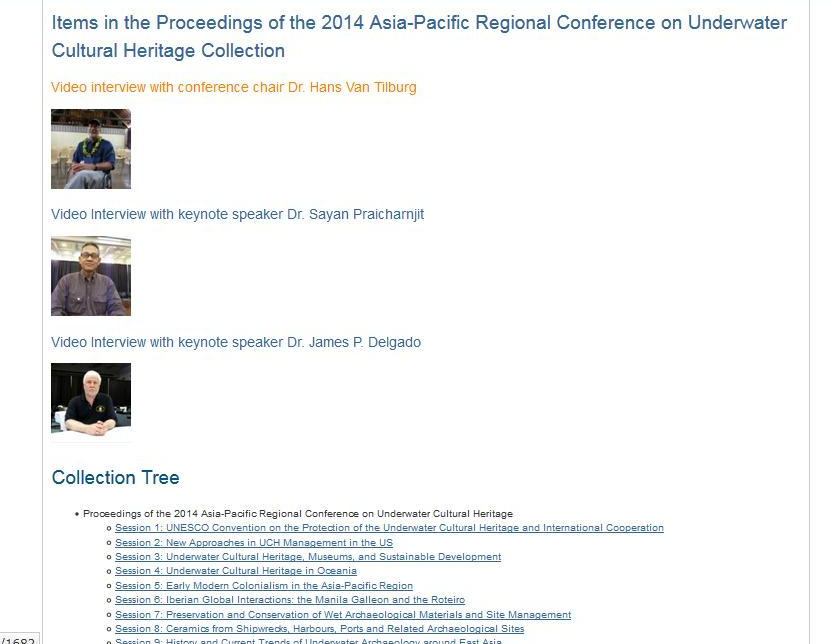 Items in the Proceedings of the 2014 Asia-Pacific Regional Conference on Underwater
Cultural Heritage Collection
Video interview with conference chair Dr. Hans Van Tilburg
Video Interview with keynote speaker Dr. Sayan Praicharnjit
Video Interview with keynote speaker Dr. James P. Delgado
Collection Tree
• Proceedings of the 2014 Asia-Pacific Regional Conference on Underwater Cultural Heritage
Session 1: UNESCO Convention on the Protection of the Underwater Cultural Heritage and International Cooperation
Session 2: New Approaches in UCH Management in the US
Session 3: Underwater Cultural Heritage, Museums, and Sustainable Development
Session 4: Underwater Cultural Heritage in Oceania
Session 5: Early Modern Colonialism in the Asia-Pacific Region
Session 6: Iberian Global Interactions: the Manila Galleon and the Roteiro
Session 7: Preservation and Conservation of Wet Archaeological Materials and Site Management
Session 8: Ceramics from Shipwrecks, Harbours, Ports and Related Archaeological Sites
Session 9: History and Current Trends of Underwater Archaeology around East Asia
/1682